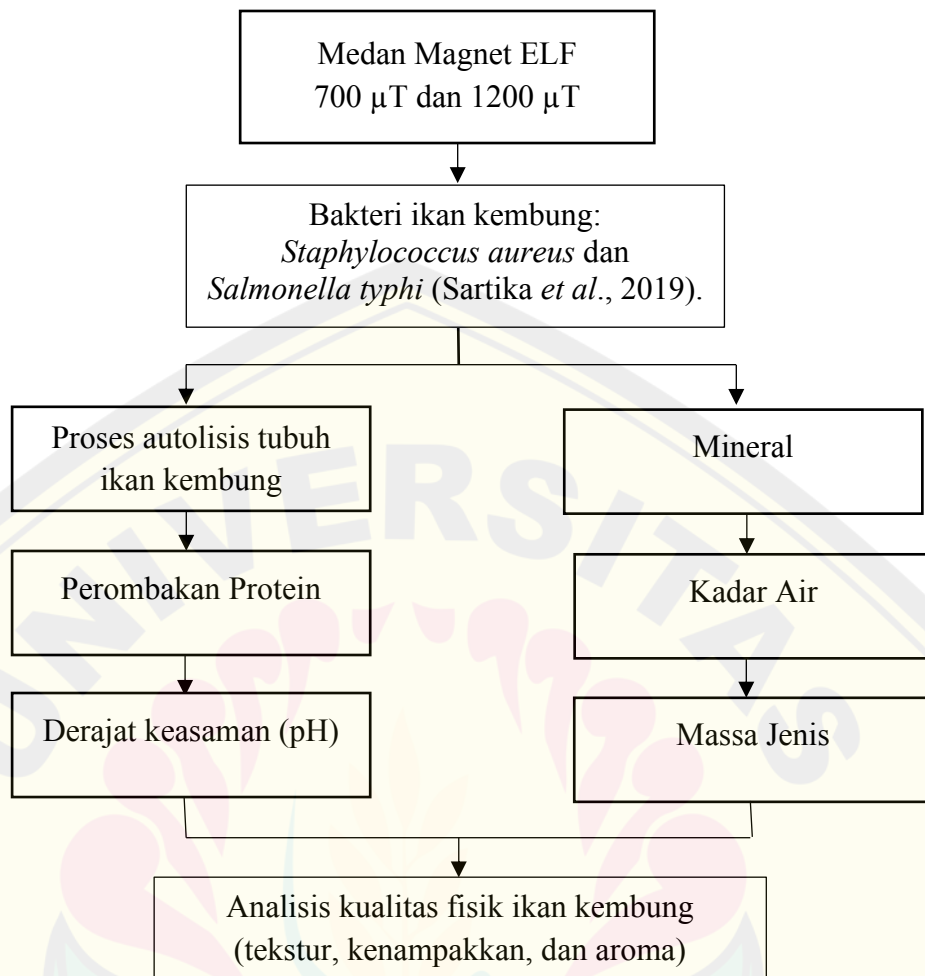 Medan Magnet ELF
700 µT dan 1200 µT
Bakteri ikan kembung:
Staphylococcus aureus dan
Salmonella typhi (Sartika et al., 2019).
Proses autolisis tubuh
ikan kembung
Mineral
Perombakan Protein
Kadar Air
Derajat keasaman (pH)
Massa Jenis
Analisis kualitas fisik ikan kembung
(tekstur, kenampakkan, dan aroma)
UNIVERSITAS